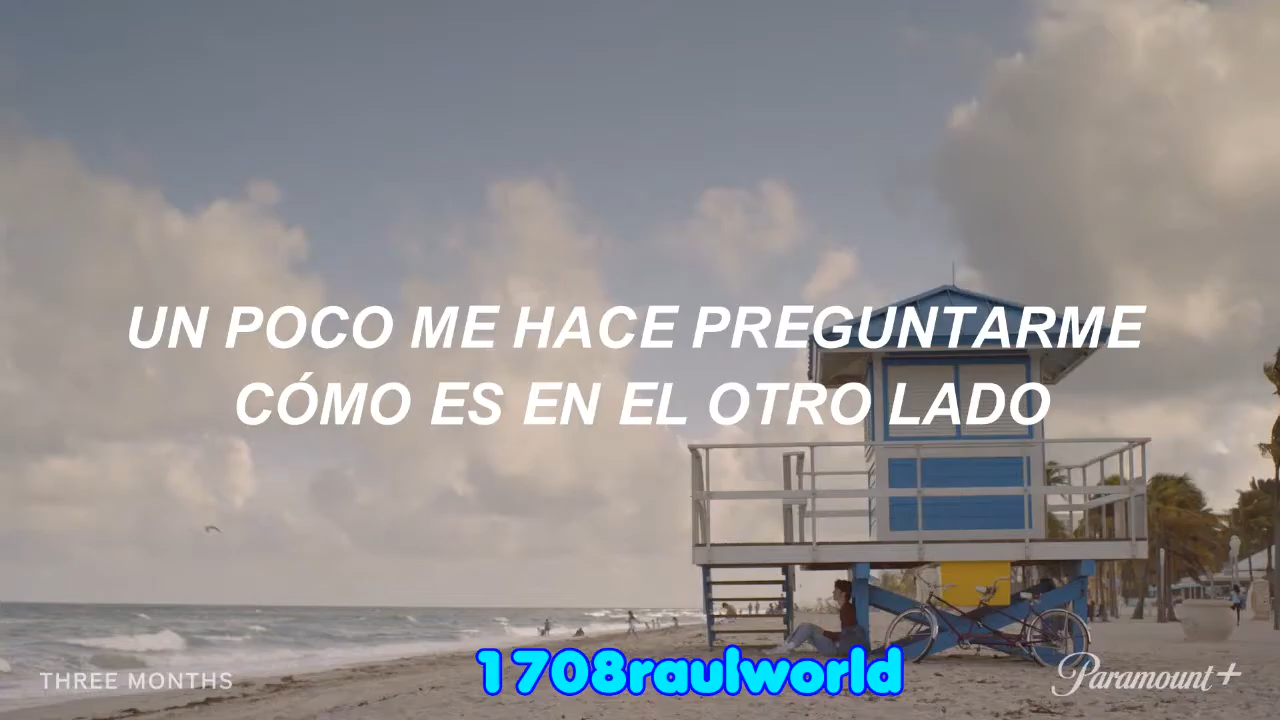 UN POCO ME HACE PREGUNTARME
CÓMO ES EN EL OTRO LADO
THREE MONTHS
1708raulworld
Paramount+